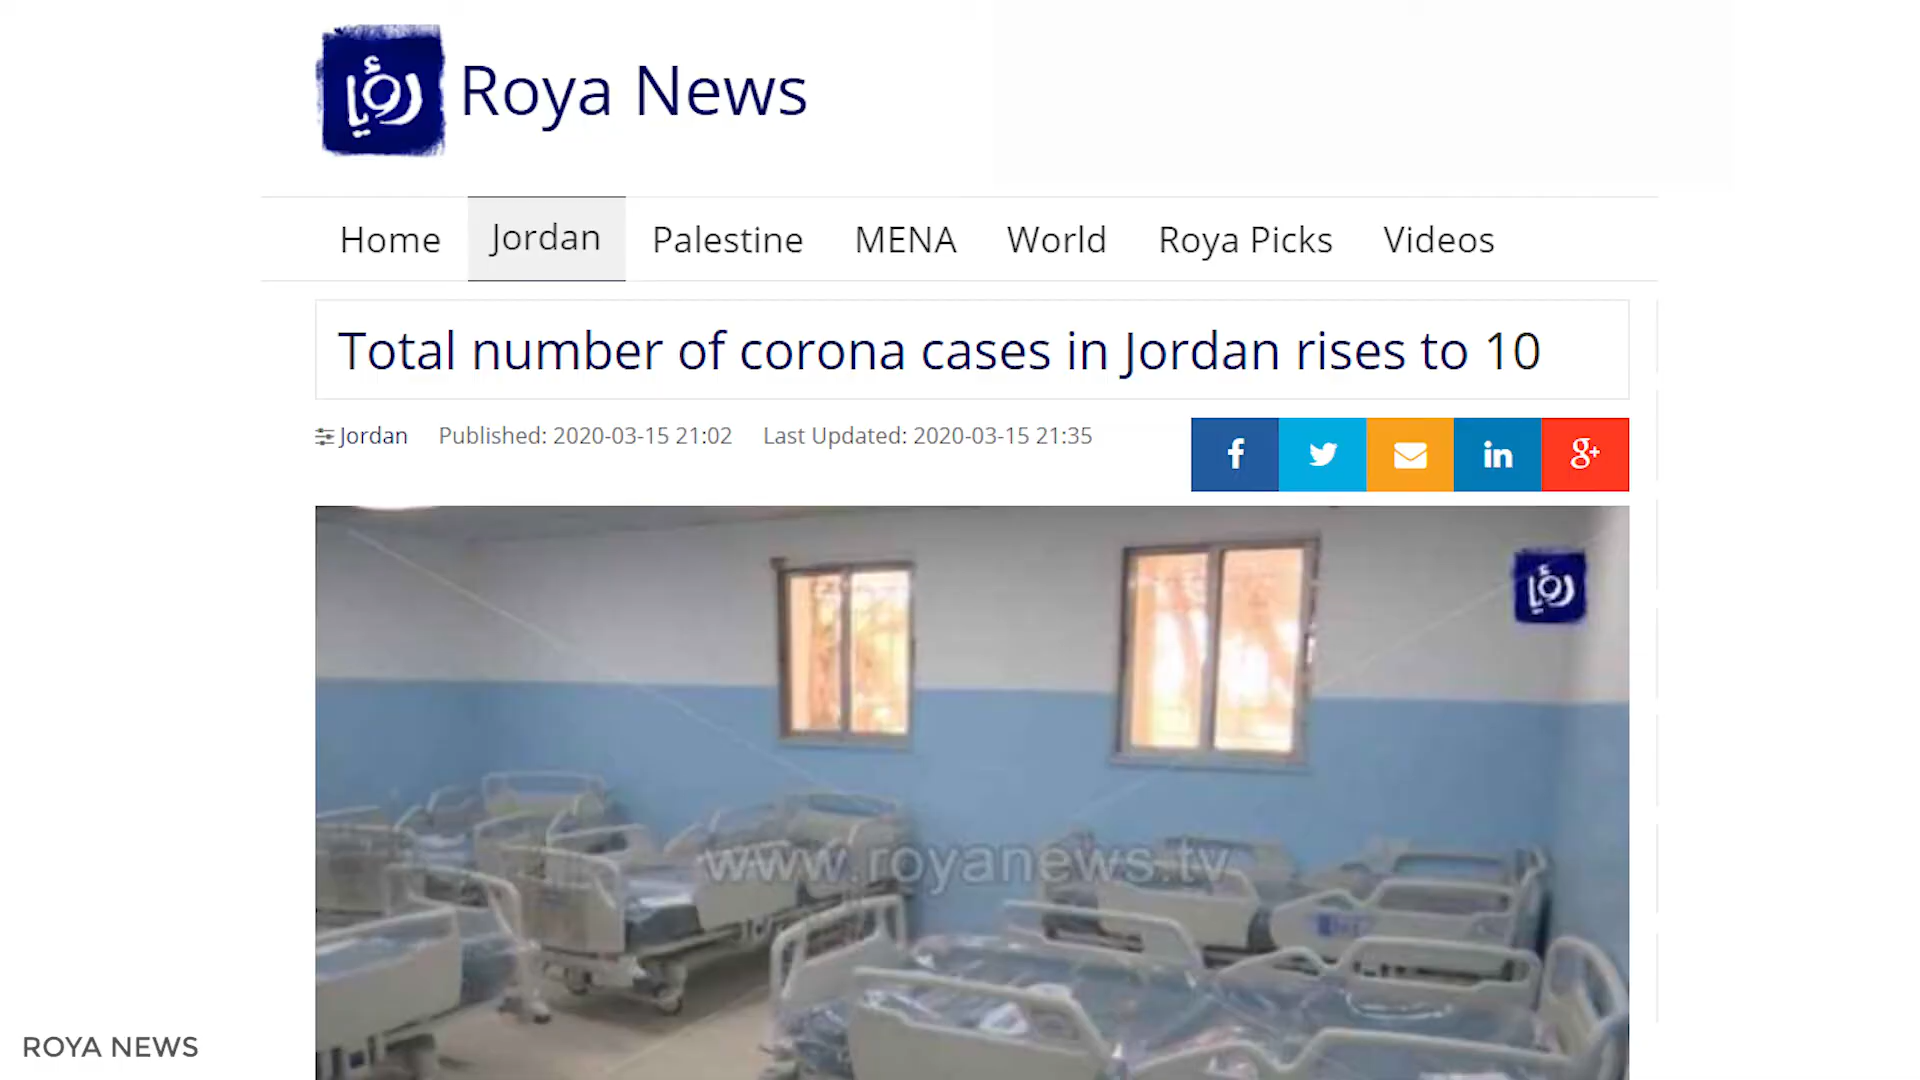 رؤيا Roya News
Home Jordan Palestine MENA World Roya Picks Videos
Total number of corona cases in Jordan rises to 10
Jordan Published: 2020-03-15 21:02 Last Updated: 2020-03-15 21:35
f in g+
رؤيا
www.royanews.tv
ROYA NEWS